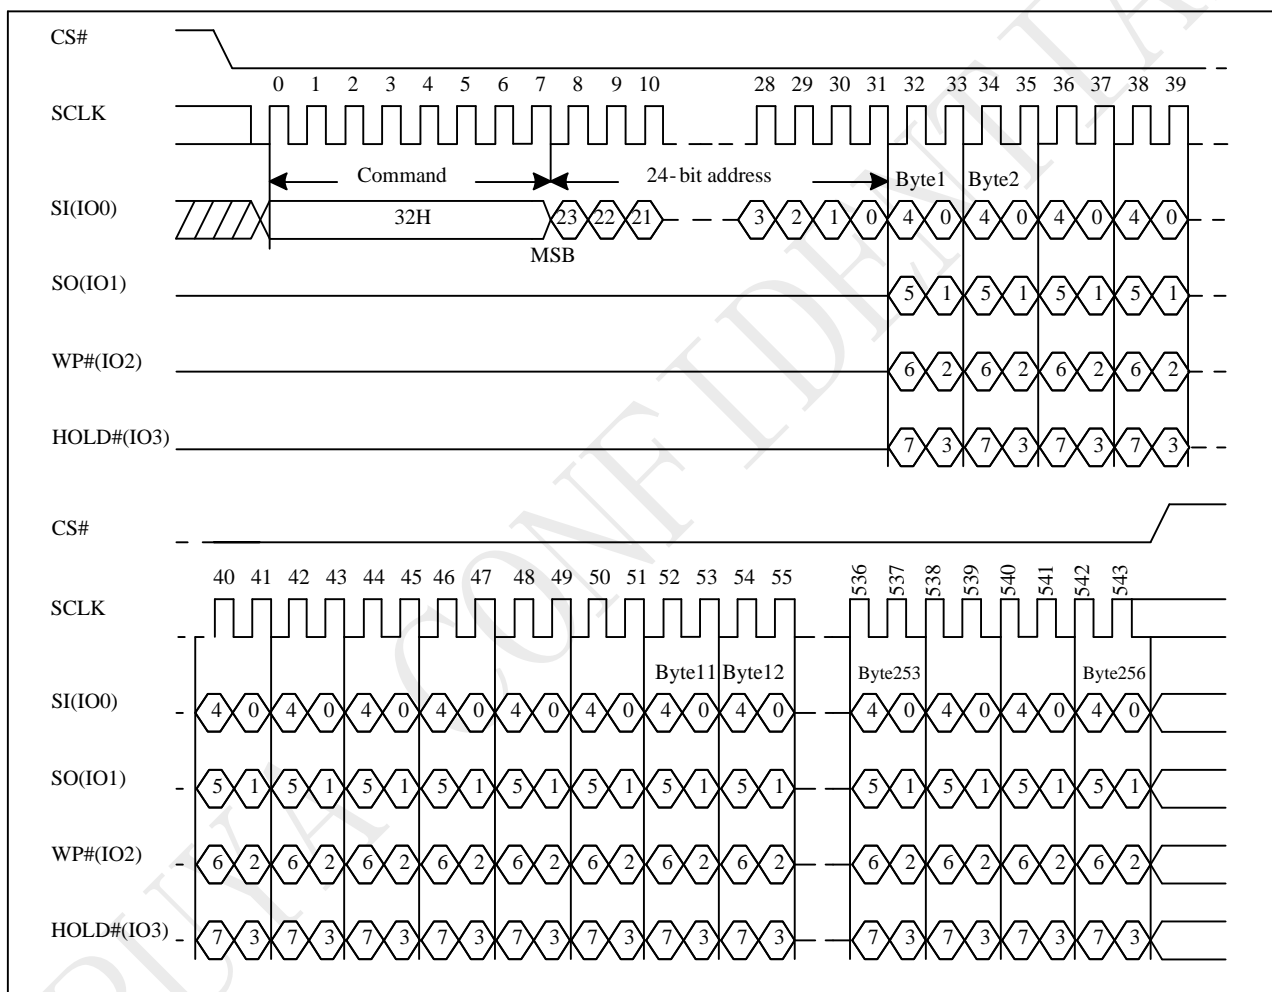 CS#
0 1 2 3 4 5 6 7 8 9 10 28 29 30 31 32 33 34 35 36 37 38 39
SCLK
Command 24-bit address Byte1 Byte2
SI(IO0) 32H 23 22 21 3 2 1 0 4 0 4 0 4 0 4 0
MSB
SO(IO1) 5 1 5 1 5 1 5 1
WP#(IO2) 6 2 6 2 6 2 6 2
HOLD#(IO3) 7 3 7 3 7 3 7 3
CS#
40 41 42 43 44 45 46 47 48 49 50 51 52 53 54 55 536 537 538 539 540 541 542 543
SCLK
Byte11 Byte12 Byte253 Byte256
SI(IO0) 4 0 4 0 4 0 4 0 4 0 4 0 4 0 4 0 4 0 4 0 4 0 4 0
SO(IO1) 5 1 5 1 5 1 5 1 5 1 5 1 5 1 5 1 5 1 5 1 5 1 5 1
WP#(IO2) 6 2 6 2 6 2 6 2 6 2 6 2 6 2 6 2 6 2 6 2 6 2 6 2
HOLD#(IO3) 7 3 7 3 7 3 7 3 7 3 7 3 7 3 7 3 7 3 7 3 7 3 7 3
PUYA CONFIDENTIA